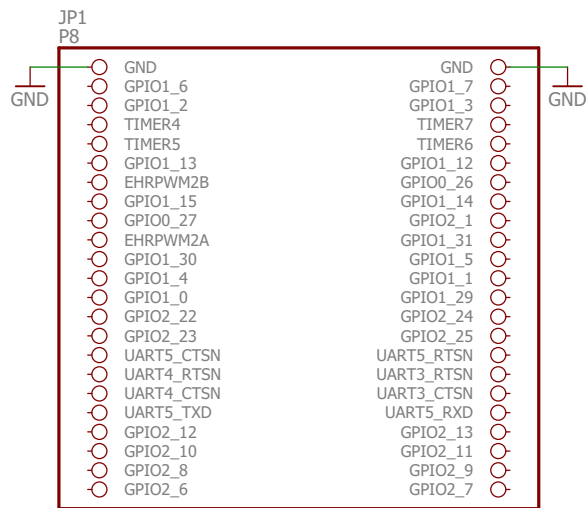 JP1
P8
GND GND
GND GND
GPIO1_6 GPIO1_7
GPIO1_2 GPIO1_3
TIMER4 TIMER7
TIMER5 TIMER6
GPIO1_13 GPIO1_12
EHRPWM2B GPIO0_26
GPIO1_15 GPIO1_14
GPIO0_27 GPIO2_1
EHRPWM2A GPIO1_31
GPIO1_30 GPIO1_5
GPIO1_4 GPIO1_1
GPIO1_0 GPIO1_29
GPIO2_22 GPIO2_24
GPIO2_23 GPIO2_25
UART5_CTSN UART5_RTSN
UART4_RTSN UART3_RTSN
UART4_CTSN UART3_CTSN
UART5_TXD UART5_RXD
GPIO2_12 GPIO2_13
GPIO2_10 GPIO2_11
GPIO2_8 GPIO2_9
GPIO2_6 GPIO2_7